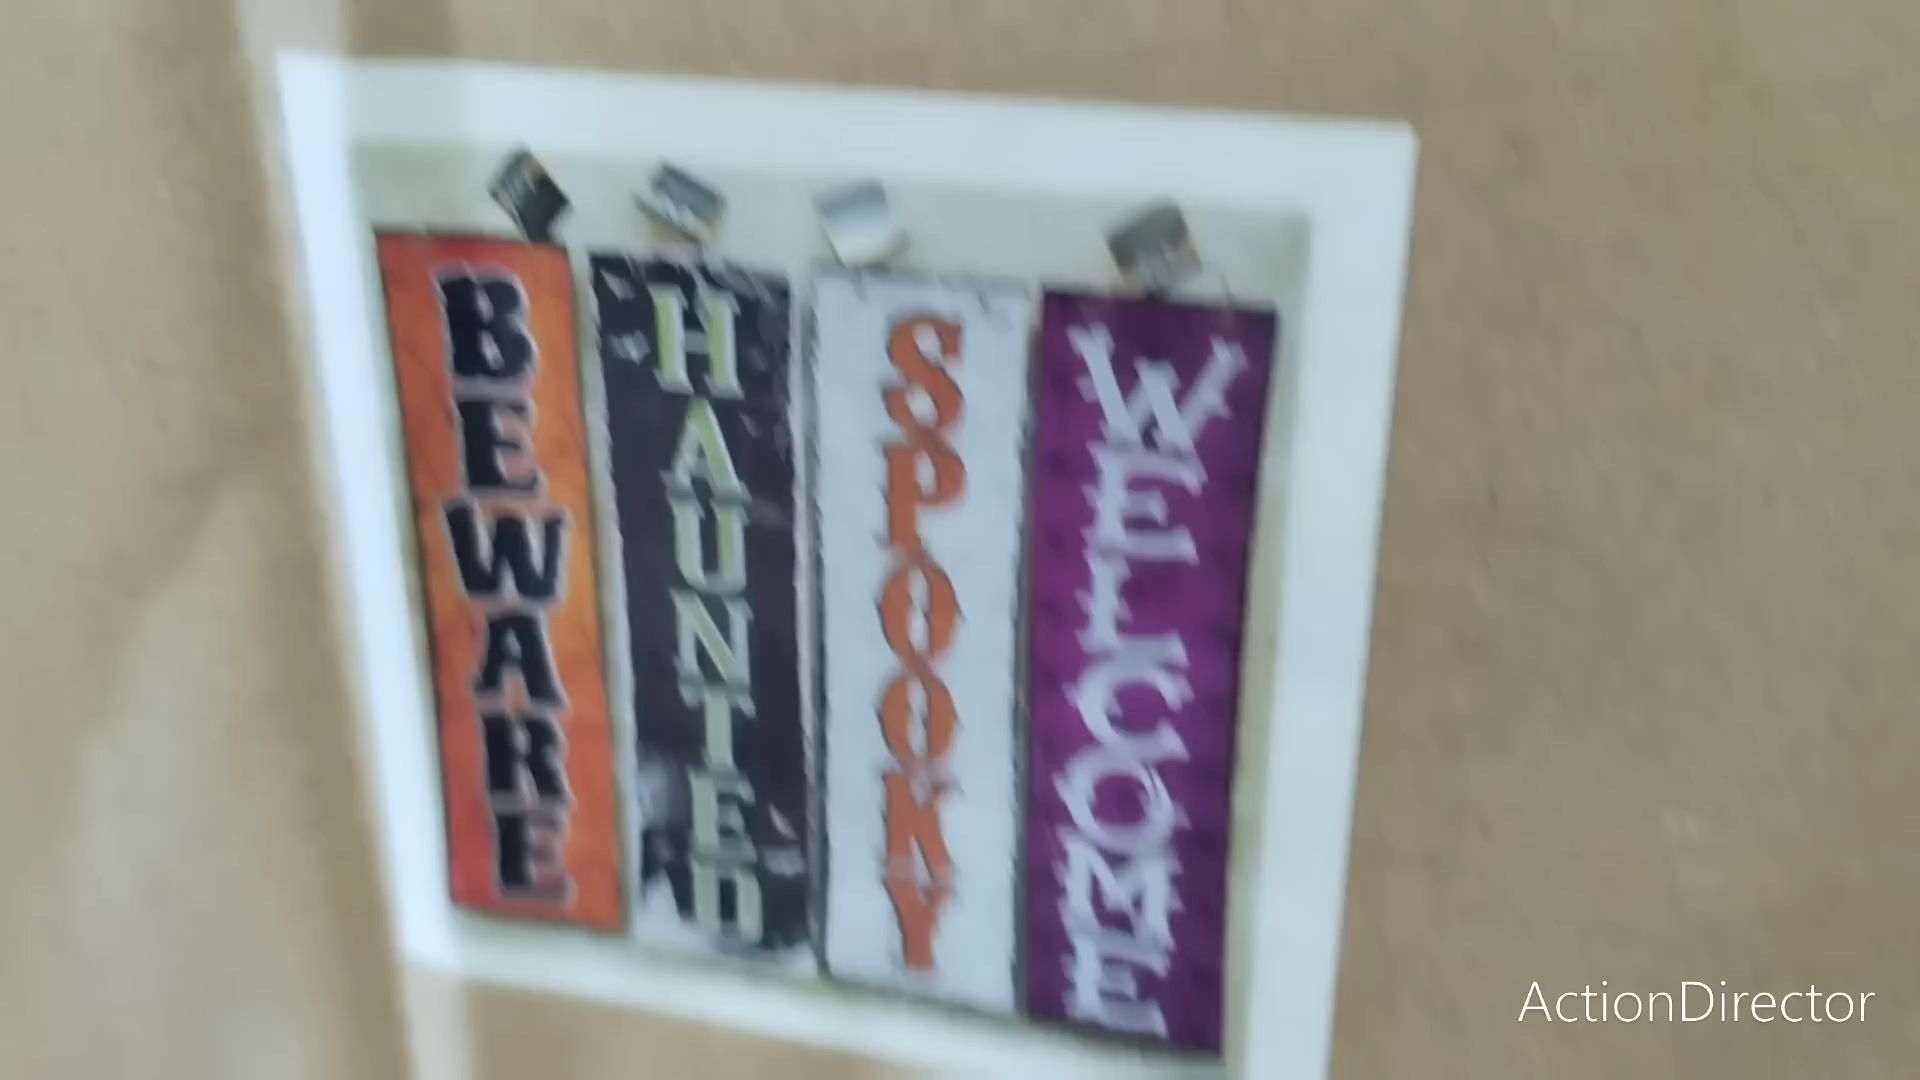 BEWARE
HAUNTED
SPOOKY
WELCOME
ActionDirector